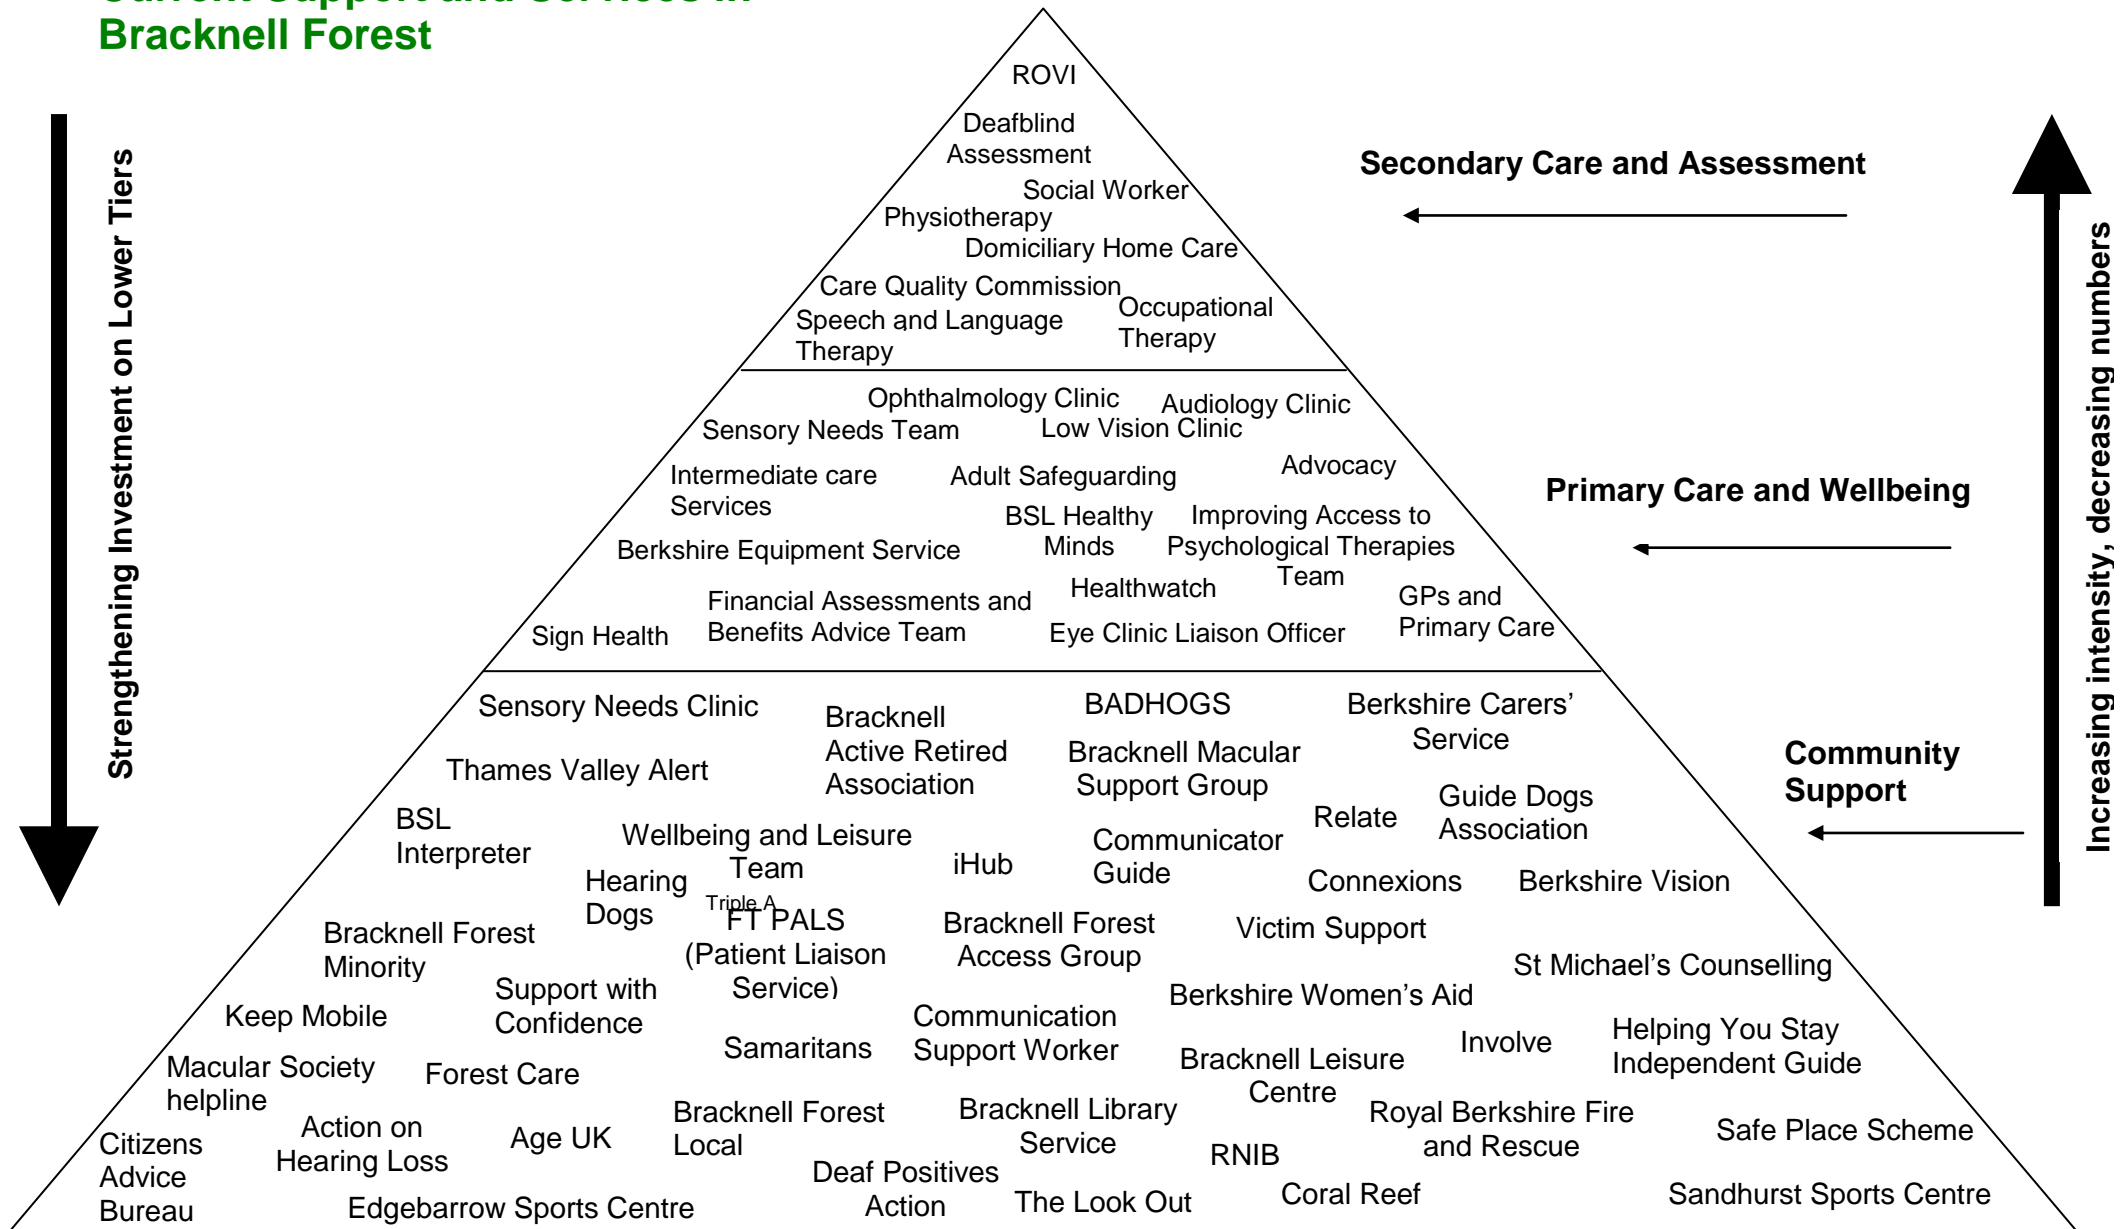 Current Support and Services in
Bracknell Forest
ROVI
Deafblind
Assessment
Social Worker
Physiotherapy
Domiciliary Home Care
Care Quality Commission
Occupational
Therapy
Speech and Language
Therapy
Secondary Care and Assessment
Strengthening Investment on Lower Tiers
Increasing intensity, decreasing numbers
Ophthalmology Clinic
Audiology Clinic
Sensory Needs Team
Low Vision Clinic
Intermediate care
Services
Adult Safeguarding
Advocacy
Primary Care and Wellbeing
BSL Healthy
Minds
Improving Access to
Psychological Therapies
Team
Berkshire Equipment Service
Healthwatch
Financial Assessments and
Benefits Advice Team
GPs and
Primary Care
Sign Health
Eye Clinic Liaison Officer
Sensory Needs Clinic
Bracknell
Active Retired
Association
BADHOGS
Berkshire Carers’
Service
Thames Valley Alert
Bracknell Macular
Support Group
Community
Support
BSL
Interpreter
Wellbeing and Leisure
Team
iHub
Communicator
Guide
Relate
Guide Dogs
Association
Hearing
Dogs
Triple A
FT PALS
(Patient Liaison
Service)
Connexions
Berkshire Vision
Bracknell Forest
Minority
Bracknell Forest
Access Group
Victim Support
St Michael’s Counselling
Support with
Confidence
Berkshire Women’s Aid
Keep Mobile
Samaritans
Communication
Support Worker
Involve
Helping You Stay
Independent Guide
Macular Society
helpline
Forest Care
Bracknell Leisure
Centre
Citizens
Advice
Bureau
Action on
Hearing Loss
Age UK
Bracknell Forest
Local
Bracknell Library
Service
RNIB
Royal Berkshire Fire
and Rescue
Safe Place Scheme
Edgebarrow Sports Centre
Deaf Positives
Action
The Look Out
Coral Reef
Sandhurst Sports Centre